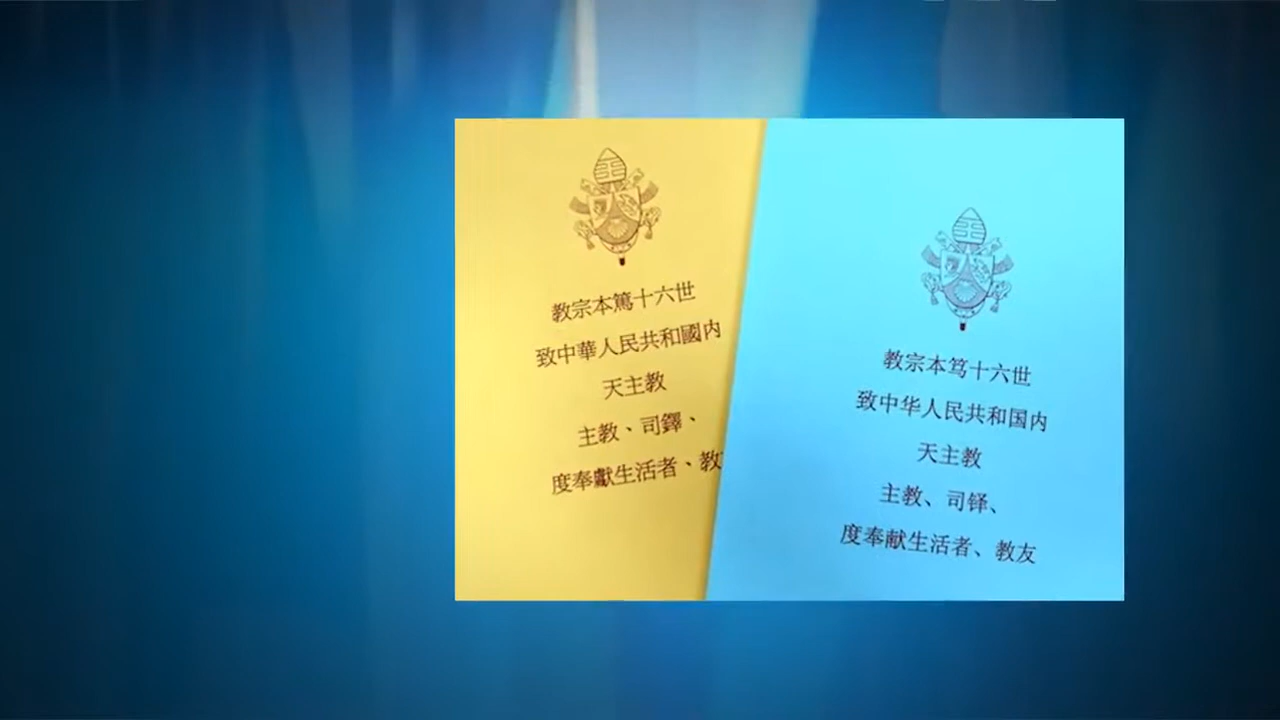 教宗本篤十六世
致中華人民共和國内
天主教
主教、司鐸、
度奉獻生活者、教
教宗本笃十六世
致中华人民共和国内
天主教
主教、司铎、
度奉献生活者、教友